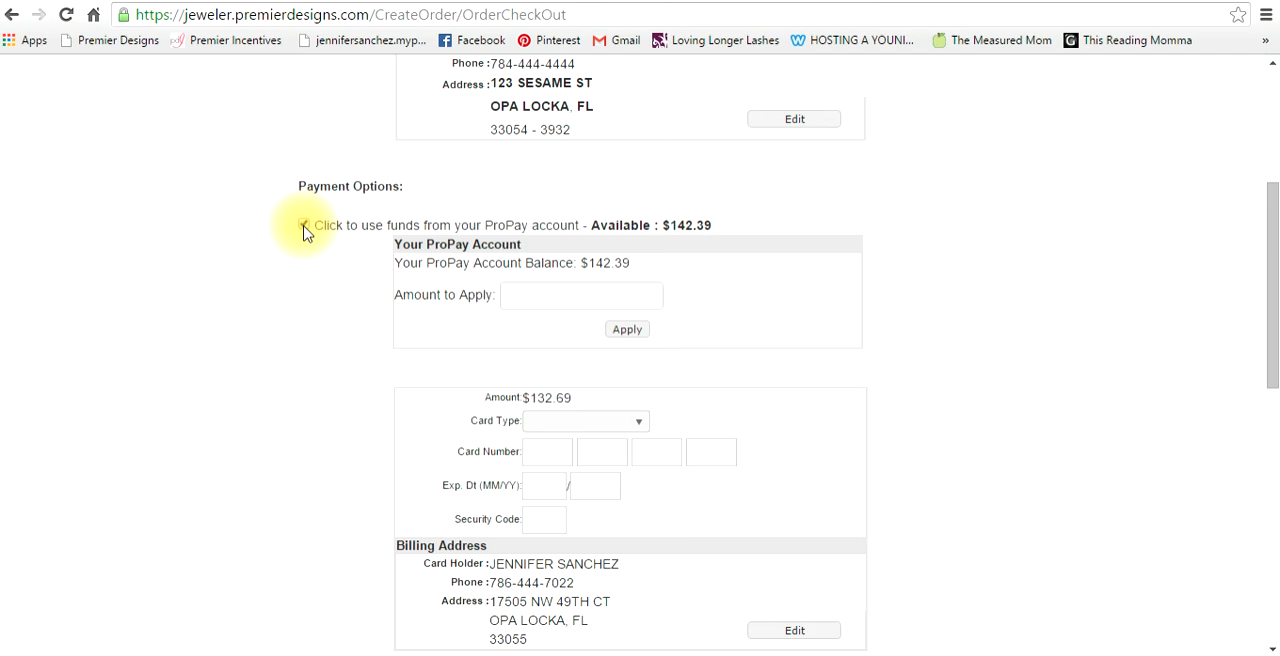 https://jeweler.premierdesigns.com/CreateOrder/OrderCheckOut
Apps Premier Designs Premier Incentives jennifersanchez.myp... Facebook Pinterest Gmail Loving Longer Lashes HOSTING A YOUNI... The Measured Mom This Reading Momma »
Phone :784-444-4444
Address :123 SESAME ST
OPA LOCKA, FL
33054 - 3932 Edit
Payment Options:
Click to use funds from your ProPay account - Available : $142.39
Your ProPay Account
Your ProPay Account Balance: $142.39
Amount to Apply:
Apply
Amount:$132.69
Card Type:
Card Number:
Exp. Dt (MM/YY): /
Security Code:
Billing Address
Card Holder :JENNIFER SANCHEZ
Phone :786-444-7022
Address :17505 NW 49TH CT
OPA LOCKA, FL
33055 Edit